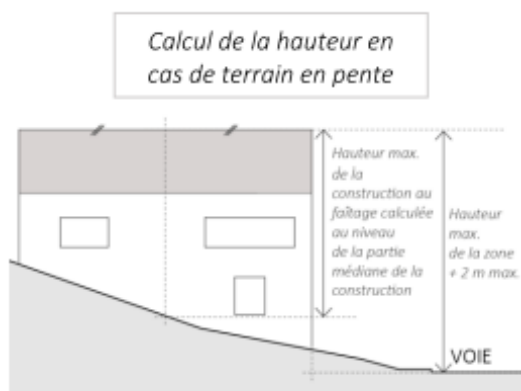 Calcul de la hauteur en
cas de terrain en pente
Hauteur max.
de la
construction au
faîtage calculée
au niveau
de la partie
médiane de la
construction
Hauteur
max.
de la zone
+ 2 m max.
VOIE